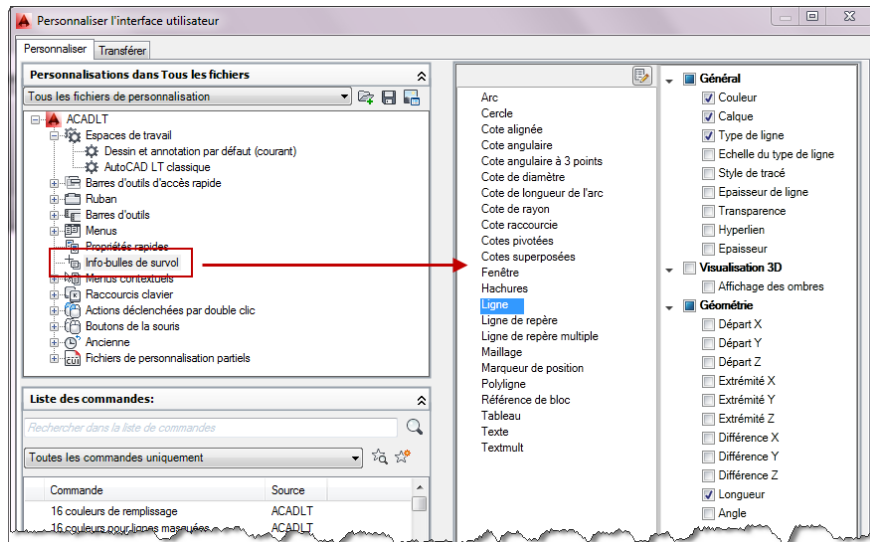 Personnaliser l'interface utilisateur
Personnaliser
Transférer
Personnalisations dans Tous les fichiers
Tous les fichiers de personnalisation
ACADLT
Espaces de travail
Dessin et annotation par défaut (courant)
AutoCAD LT classique
Barres d'outils d'accès rapide
Ruban
Barres d'outils
Menus
Propriétés rapides
Info-bulles de survol
Menus contextuels
Raccourcis clavier
Actions déclenchées par double clic
Boutons de la souris
Ancienne
Fichiers de personnalisation partiels
Liste des commandes:
Rechercher dans la liste de commandes
Toutes les commandes uniquement
Commande Source
16 couleurs de remplissage ACADLT
16 couleurs pour lignes masquées ACADLT
Arc
Cercle
Cote alignée
Cote angulaire
Cote angulaire à 3 points
Cote de diamètre
Cote de longueur de l'arc
Cote de rayon
Cote raccourcie
Cotes pivotées
Cotes superposées
Fenêtre
Hachures
Ligne
Ligne de repère
Ligne de repère multiple
Maillage
Marqueur de position
Polyligne
Référence de bloc
Tableau
Texte
Textmult
Général
Couleur
Calque
Type de ligne
Echelle du type de ligne
Style de tracé
Epaisseur de ligne
Transparence
Hyperlien
Epaisseur
Visualisation 3D
Affichage des ombres
Géométrie
Départ X
Départ Y
Départ Z
Extrémité X
Extrémité Y
Extrémité Z
Différence X
Différence Y
Différence Z
Longueur
Angle